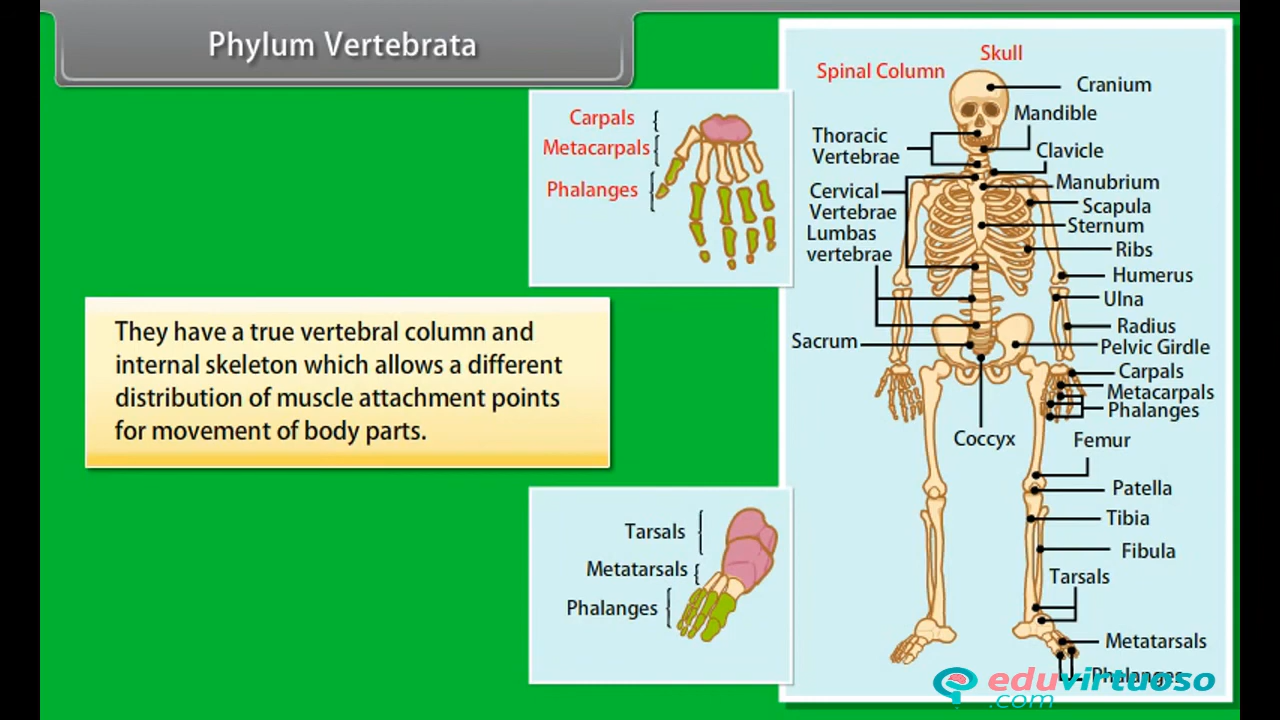 Phylum Vertebrata
They have a true vertebral column and
internal skeleton which allows a different
distribution of muscle attachment points
for movement of body parts.
Carpals
Metacarpals
Phalanges
Tarsals
Metatarsals
Phalanges
Skull
Spinal Column
Cranium
Mandible
Thoracic
Vertebrae
Clavicle
Manubrium
Cervical
Vertebrae
Scapula
Sternum
Lumbas
vertebrae
Ribs
Humerus
Ulna
Radius
Sacrum
Pelvic Girdle
Carpals
Metacarpals
Phalanges
Coccyx
Femur
Patella
Tibia
Fibula
Tarsals
Metatarsals
Phalanges
eduvirtuoso
.com